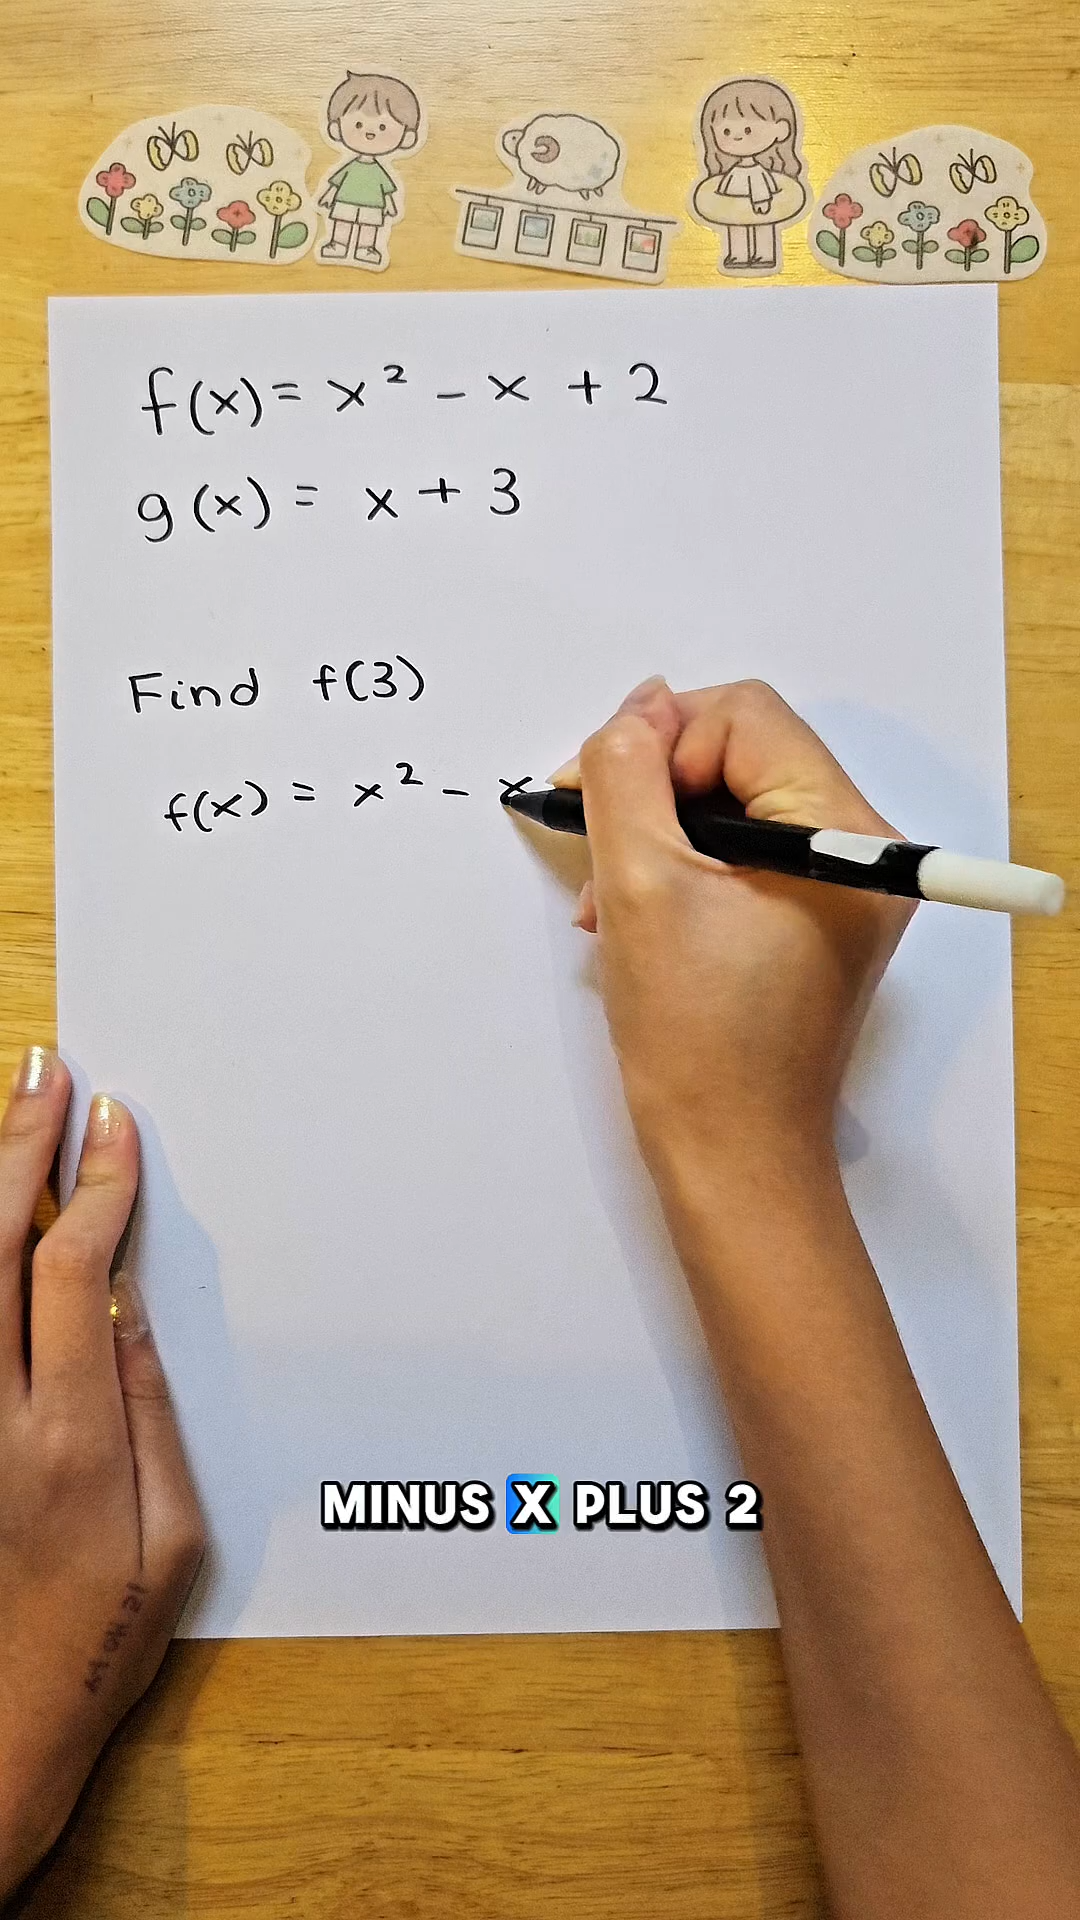 f(x) = x² - x + 2
g(x) = x + 3
Find f(3)
f(x) = x² - x
MINUS X PLUS 2